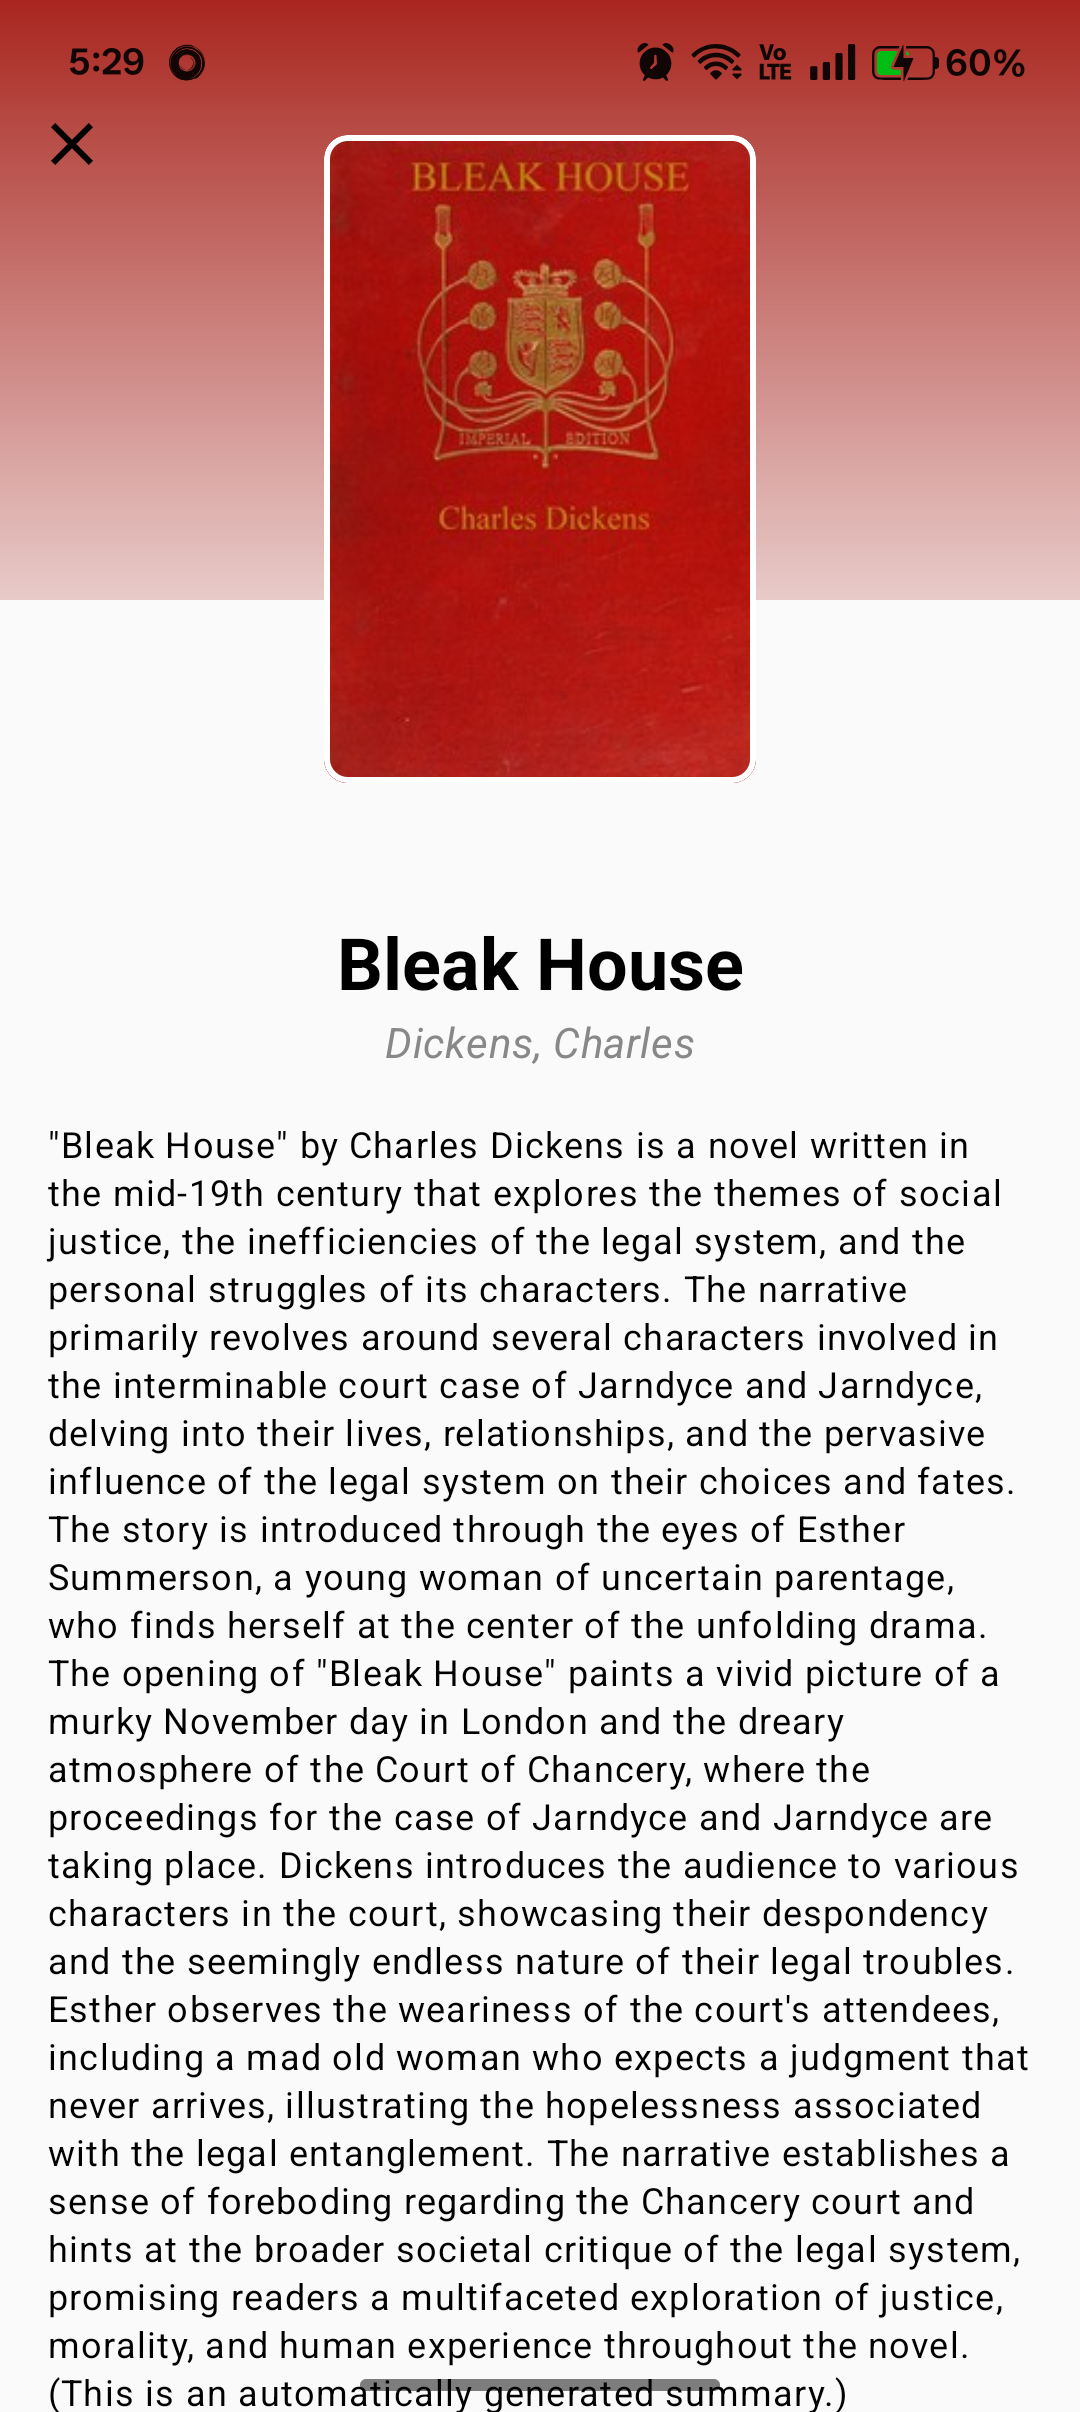 5:29
Vo
LTE
60%
BLEAK HOUSE
IMPERIAL EDITION
Charles Dickens
Bleak House
Dickens, Charles
"Bleak House" by Charles Dickens is a novel written in
the mid-19th century that explores the themes of social
justice, the inefficiencies of the legal system, and the
personal struggles of its characters. The narrative
primarily revolves around several characters involved in
the interminable court case of Jarndyce and Jarndyce,
delving into their lives, relationships, and the pervasive
influence of the legal system on their choices and fates.
The story is introduced through the eyes of Esther
Summerson, a young woman of uncertain parentage,
who finds herself at the center of the unfolding drama.
The opening of "Bleak House" paints a vivid picture of a
murky November day in London and the dreary
atmosphere of the Court of Chancery, where the
proceedings for the case of Jarndyce and Jarndyce are
taking place. Dickens introduces the audience to various
characters in the court, showcasing their despondency
and the seemingly endless nature of their legal troubles.
Esther observes the weariness of the court's attendees,
including a mad old woman who expects a judgment that
never arrives, illustrating the hopelessness associated
with the legal entanglement. The narrative establishes a
sense of foreboding regarding the Chancery court and
hints at the broader societal critique of the legal system,
promising readers a multifaceted exploration of justice,
morality, and human experience throughout the novel.
(This is an automatically generated summary.)